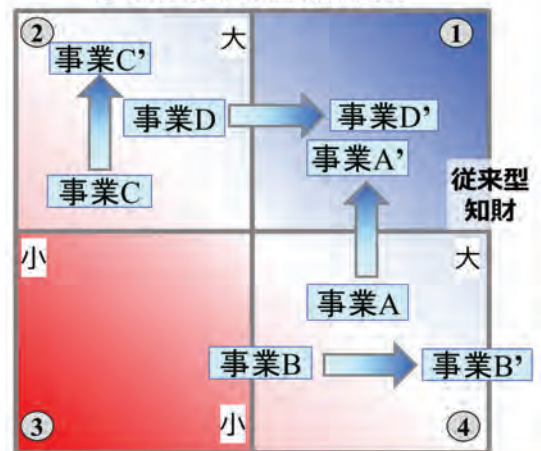 ② 大 ①
事業C’
事業D 事業D’
事業A’
事業C 従来型
知財
小 大
事業A
事業B 事業B’
③ 小 ④